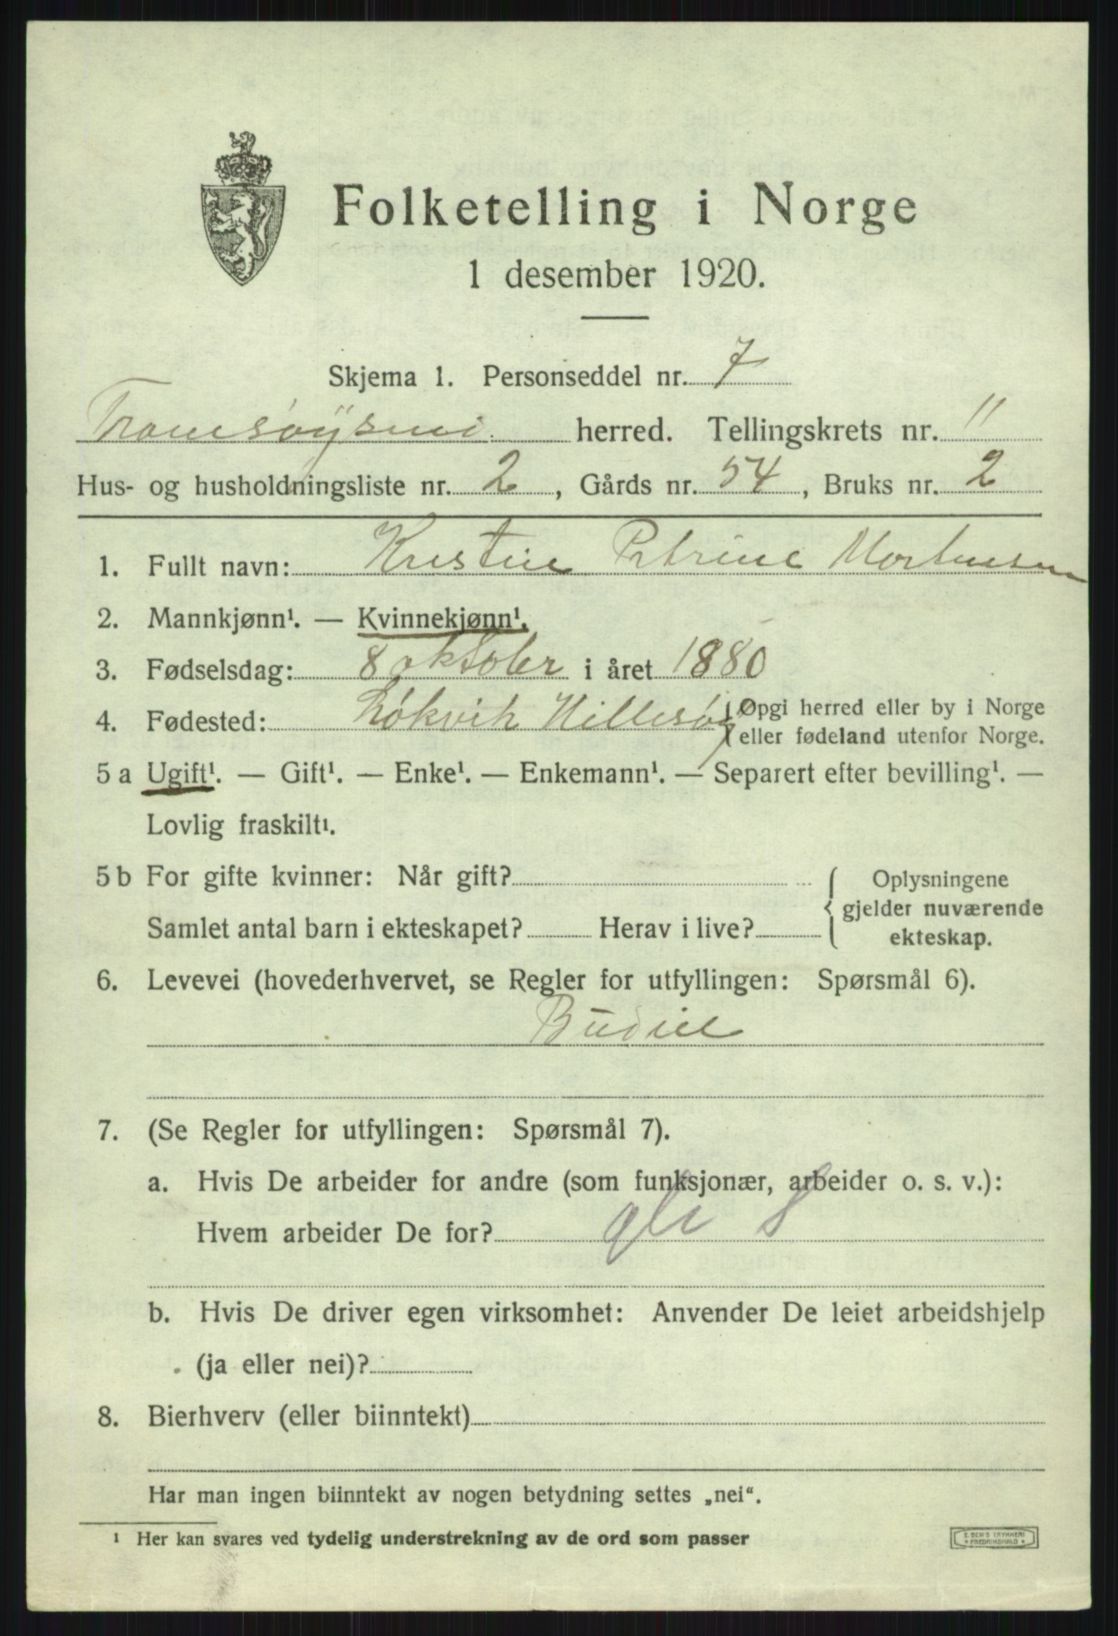 Folketelling i Norge
1 desember 1920.
Skjema 1. Personseddel nr. 7
Tromsøysund herred. Tellingskrets nr. 11
Hus- og husholdningsliste nr. 2, Gårds nr. 54, Bruks nr. 2
1. Fullt navn: Kristine Petrine Mortensen
2. Mannkjønn¹. — Kvinnekjønn¹.
3. Fødselsdag: 8 oktober i året 1880
4. Fødested: Løkvik Hillesøy { Opgi herred eller by i Norge
eller fødeland utenfor Norge.
5 a Ugift¹. — Gift¹. — Enke¹. — Enkemann¹. — Separert efter bevilling¹. —
Lovlig fraskilt¹.
5 b For gifte kvinner: Når gift? { Oplysningene
gjelder nuværende
Samlet antal barn i ekteskapet? Herav i live?
ekteskap.
6. Levevei (hovederhvervet, se Regler for utfyllingen: Spørsmål 6).
Budeie
7. (Se Regler for utfyllingen: Spørsmål 7).
a. Hvis De arbeider for andre (som funksjonær, arbeider o. s. v.):
Hvem arbeider De for?
b. Hvis De driver egen virksomhet: Anvender De leiet arbeidshjelp
(ja eller nei)?
8. Bierhverv (eller biinntekt)
Har man ingen biinntekt av nogen betydning settes „nei“.
¹ Her kan svares ved tydelig understrekning av de ord som passer